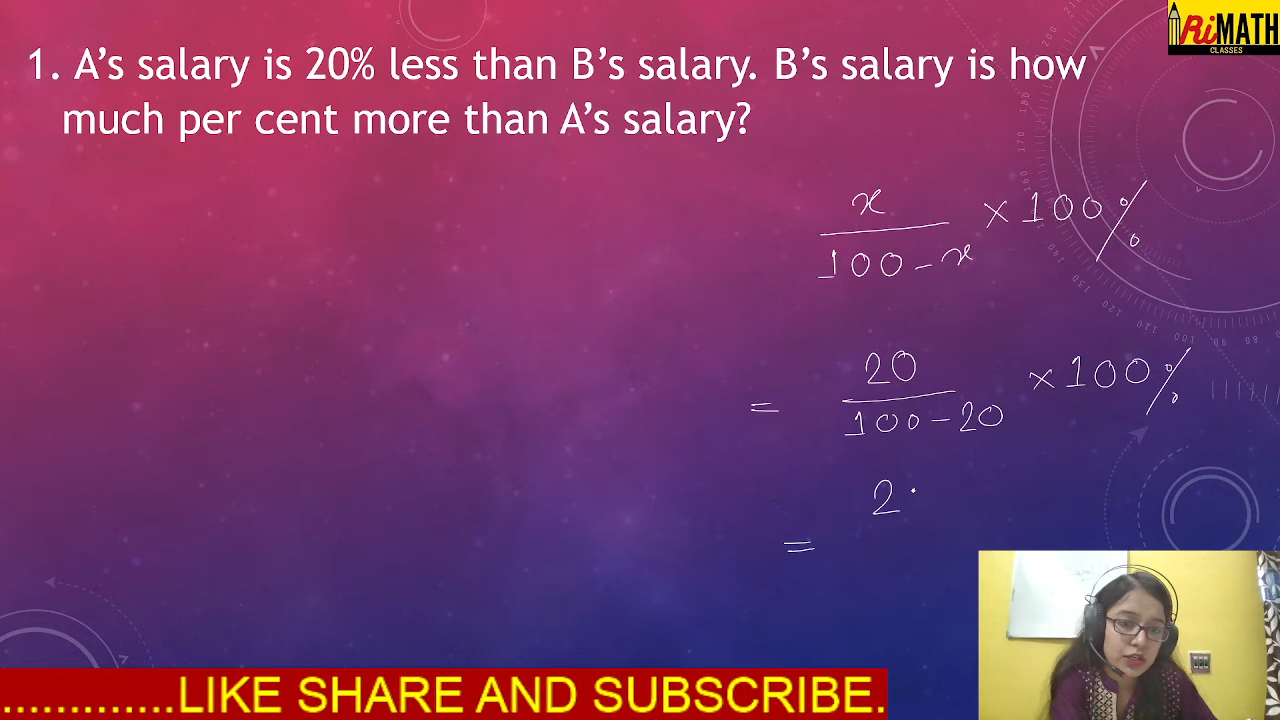 RiMATH
CLASSES
1. A’s salary is 20% less than B’s salary. B’s salary is how
much per cent more than A’s salary?
x
100 - x
× 100%
= 20
100 - 20
× 100%
= 2
.............LIKE SHARE AND SUBSCRIBE.